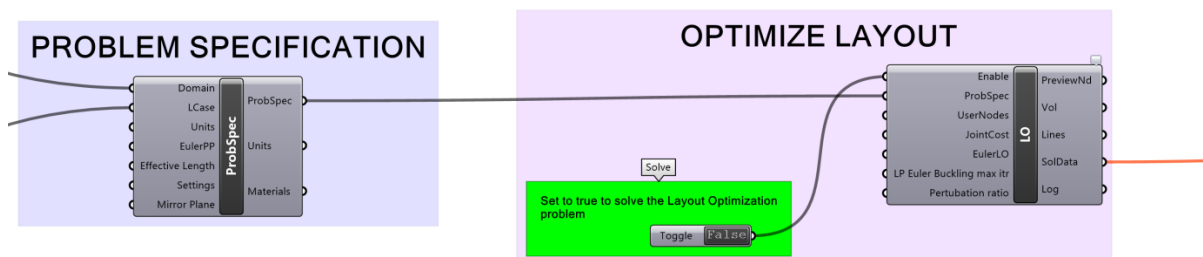 PROBLEM SPECIFICATION
Domain
LCase
Units
EulerPP
Effective Length
Settings
Mirror Plane
ProbSpec
ProbSpec
Units
Materials
OPTIMIZE LAYOUT
Enable
ProbSpec
UserNodes
JointCost
EulerLO
LP Euler Buckling max itr
Pertubation ratio
LO
PreviewNd
Vol
Lines
SolData
Log
Solve
Set to true to solve the Layout Optimization
problem
Toggle False